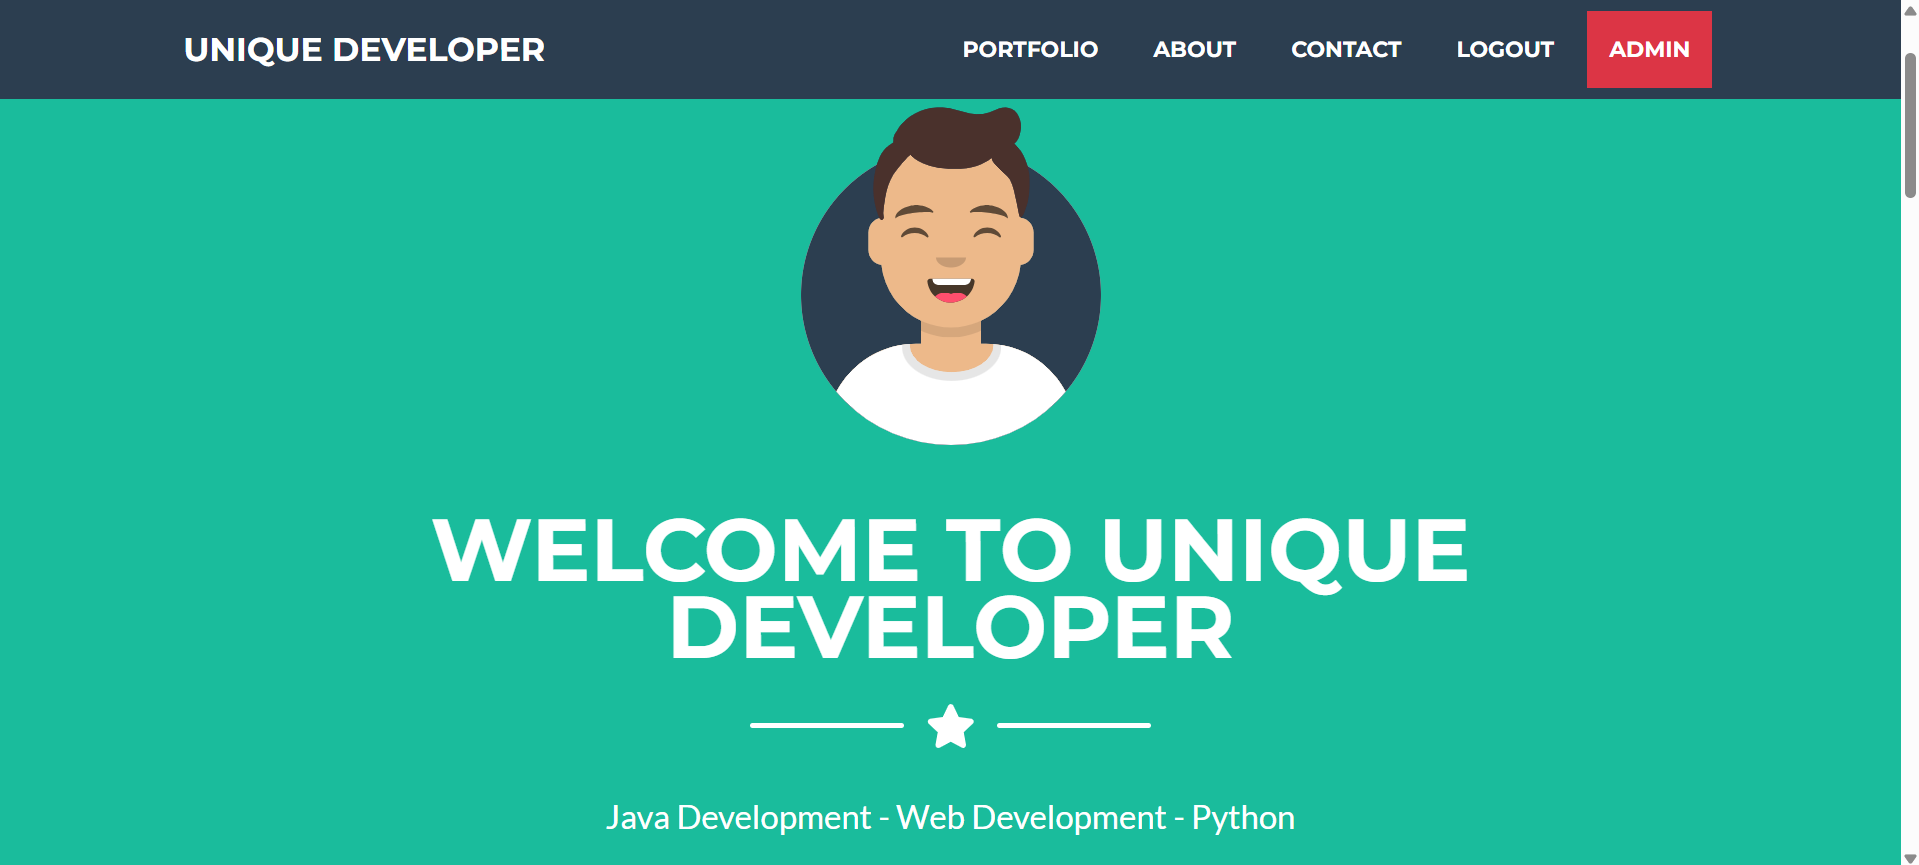 UNIQUE DEVELOPER
PORTFOLIO ABOUT CONTACT LOGOUT ADMIN
WELCOME TO UNIQUE
DEVELOPER
Java Development - Web Development - Python